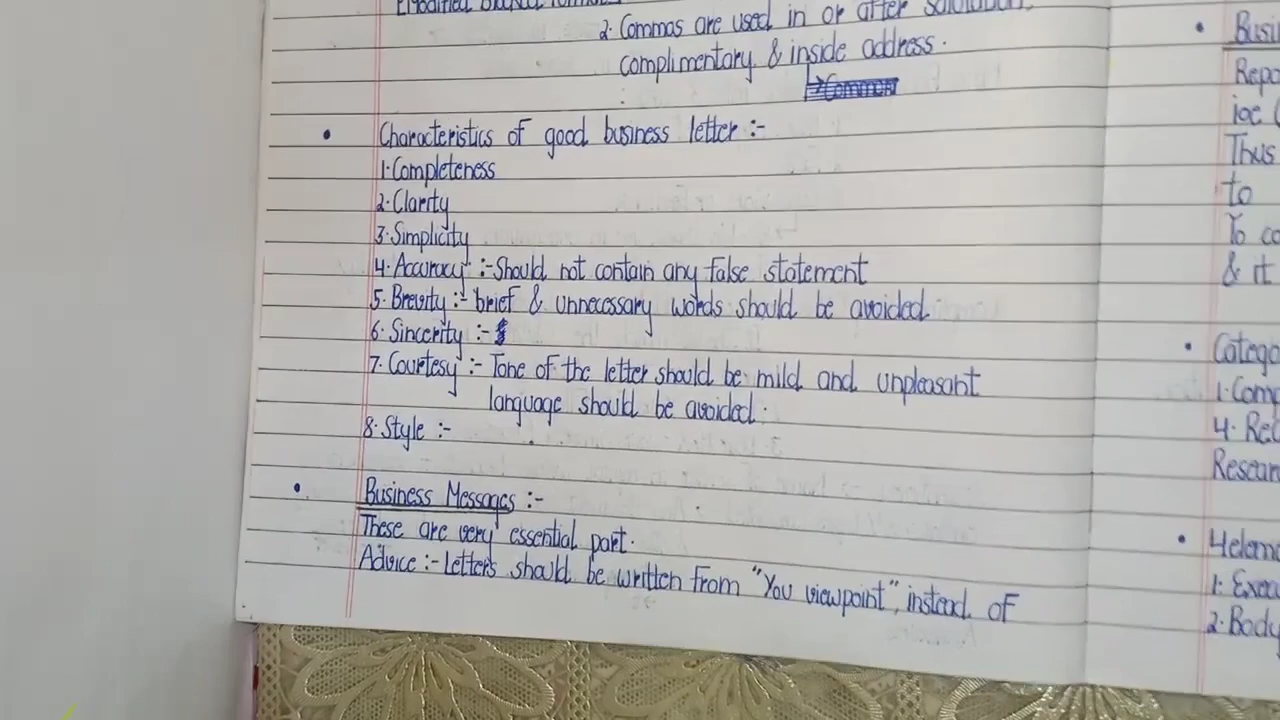 2. Commas are used in or after salutation,
complimentary & inside address.
Characteristics of good business letter :-
1. Completeness
2. Clarity
3. Simplicity
4. Accuracy :- Should not contain any false statement
5. Brevity :- brief & unnecessary words should be avoided
6. Sincerity :-
7. Courtesy :- Tone of the letter should be mild and unpleasant
language should be avoided.
8. Style :-
Business Messages :-
These are very essential part.
Advice :- Letters should be written from "You viewpoint", instead of
Thus
to
To
& it
1.
4.
1.
2. Body